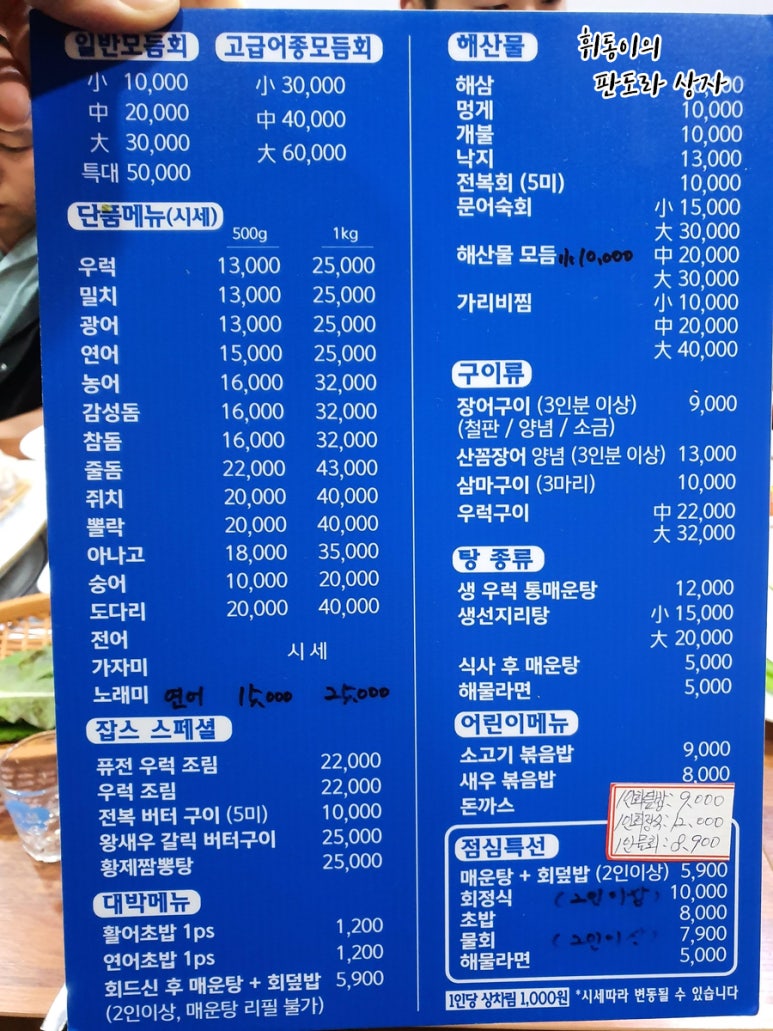 일반모듬회
小 10,000
中 20,000
大 30,000
특대 50,000
고급어종모듬회
小 30,000
中 40,000
大 60,000
단품메뉴(시세)
500g 1kg
우럭 13,000 25,000
밀치 13,000 25,000
광어 13,000 25,000
연어 15,000 25,000
농어 16,000 32,000
감성돔 16,000 32,000
참돔 16,000 32,000
줄돔 22,000 43,000
쥐치 20,000 40,000
뽈락 20,000 40,000
아나고 18,000 35,000
숭어 10,000 20,000
도다리 20,000 40,000
전어
가자미 시세
노래미 연어 15,000 25,000
잡스 스페셜
퓨전 우럭 조림 22,000
우럭 조림 22,000
전복 버터 구이 (5미) 10,000
왕새우 갈릭 버터구이 25,000
황제짬뽕탕 25,000
대박메뉴
활어초밥 1ps 1,200
연어초밥 1ps 1,200
회드신 후 매운탕 + 회덮밥 5,900
(2인이상, 매운탕 리필 불가)
휘동이의
판도라 상자
해산물
해삼
멍게 10,000
개불 10,000
낙지 13,000
전복회 (5미) 10,000
문어숙회 小 15,000
大 30,000
해산물 모듬 小 10,000 中 20,000
大 30,000
가리비찜 小 10,000
中 20,000
大 40,000
구이류
장어구이 (3인분 이상) 9,000
(철판 / 양념 / 소금)
산꼼장어 양념 (3인분 이상) 13,000
삼마구이 (3마리) 10,000
우럭구이 中 22,000
大 32,000
탕 종류
생 우럭 통매운탕 12,000
생선지리탕 小 15,000
大 20,000
식사 후 매운탕 5,000
해물라면 5,000
어린이메뉴
소고기 볶음밥 9,000
새우 볶음밥 8,000
돈까스
1인회덮밥: 9,000
1인회정식: 12,000
1인물회: 8,900
점심특선
매운탕 + 회덮밥 (2인이상) 5,900
회정식 (2인이상) 10,000
초밥 8,000
물회 (2인이상) 7,900
해물라면 5,000
1인당 상차림 1,000원 *시세따라 변동될 수 있습니다